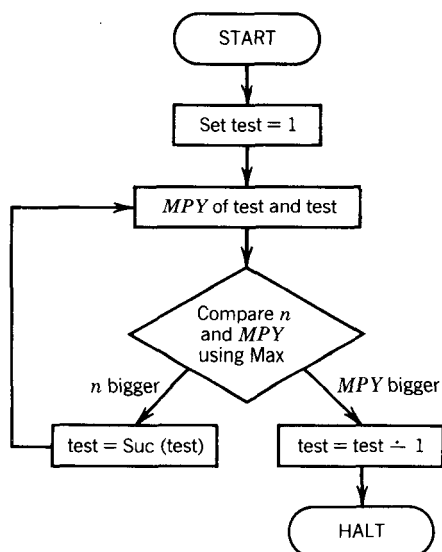 START
Set test = 1
MPY of test and test
Compare n
and MPY
using Max
n bigger
MPY bigger
test = Suc (test)
test = test ∸ 1
HALT